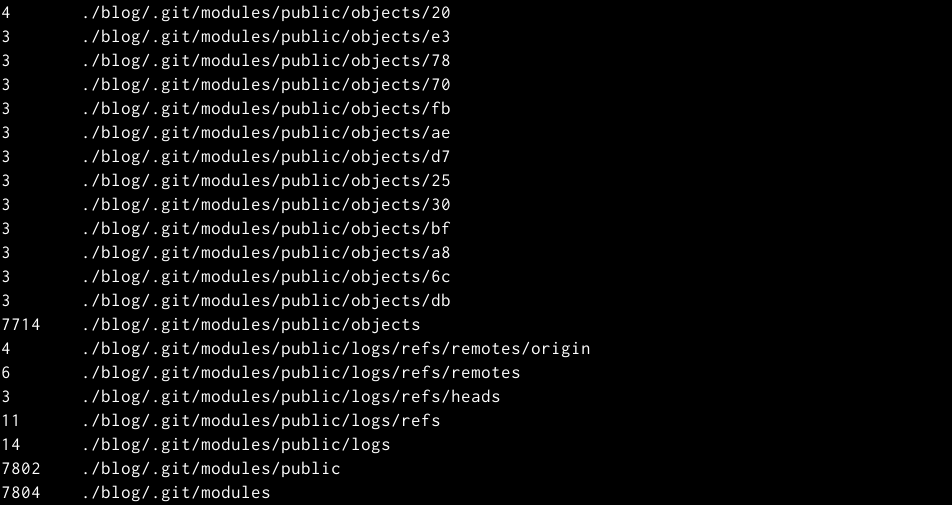 4       ./blog/.git/modules/public/objects/20
3       ./blog/.git/modules/public/objects/e3
3       ./blog/.git/modules/public/objects/78
3       ./blog/.git/modules/public/objects/70
3       ./blog/.git/modules/public/objects/fb
3       ./blog/.git/modules/public/objects/ae
3       ./blog/.git/modules/public/objects/d7
3       ./blog/.git/modules/public/objects/25
3       ./blog/.git/modules/public/objects/30
3       ./blog/.git/modules/public/objects/bf
3       ./blog/.git/modules/public/objects/a8
3       ./blog/.git/modules/public/objects/6c
3       ./blog/.git/modules/public/objects/db
7714    ./blog/.git/modules/public/objects
4       ./blog/.git/modules/public/logs/refs/remotes/origin
6       ./blog/.git/modules/public/logs/refs/remotes
3       ./blog/.git/modules/public/logs/refs/heads
11      ./blog/.git/modules/public/logs/refs
14      ./blog/.git/modules/public/logs
7802    ./blog/.git/modules/public
7804    ./blog/.git/modules